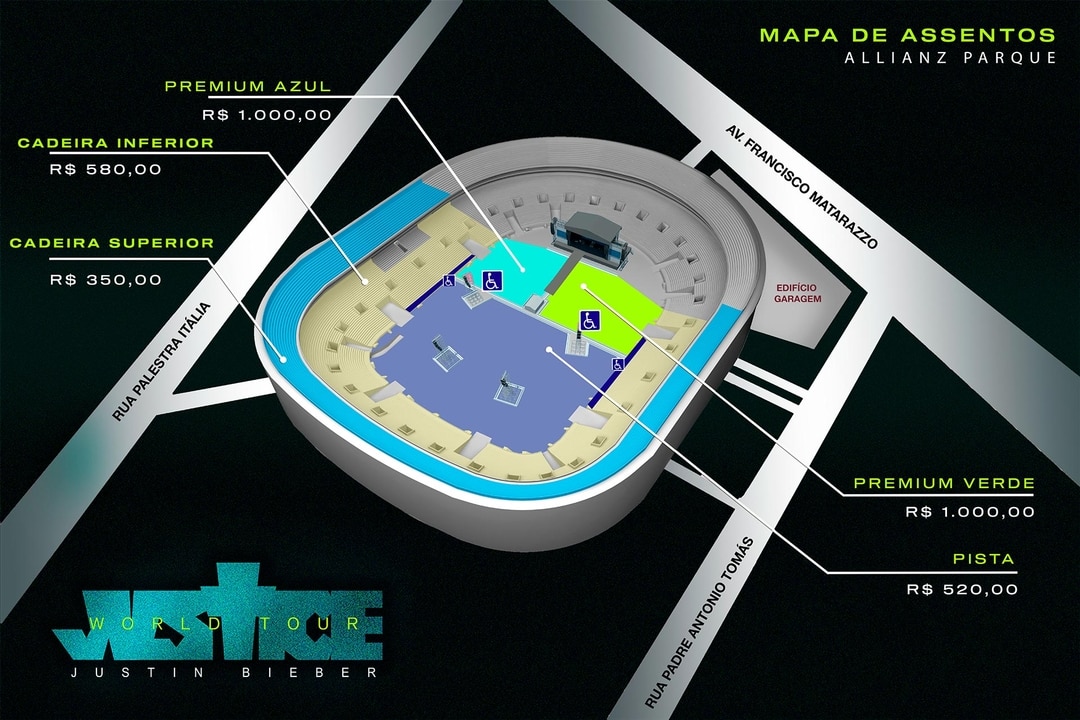 MAPA DE ASSENTOS
ALLIANZ PARQUE
PREMIUM AZUL
R$ 1.000,00
CADEIRA INFERIOR
R$ 580,00
CADEIRA SUPERIOR
R$ 350,00
AV. FRANCISCO MATARAZZO
EDIFÍCIO
GARAGEM
RUA PALESTRA ITÁLIA
PREMIUM VERDE
R$ 1.000,00
PISTA
R$ 520,00
RUA PADRE ANTONIO TOMÁS
JUSTICE
WORLD TOUR
JUSTIN BIEBER